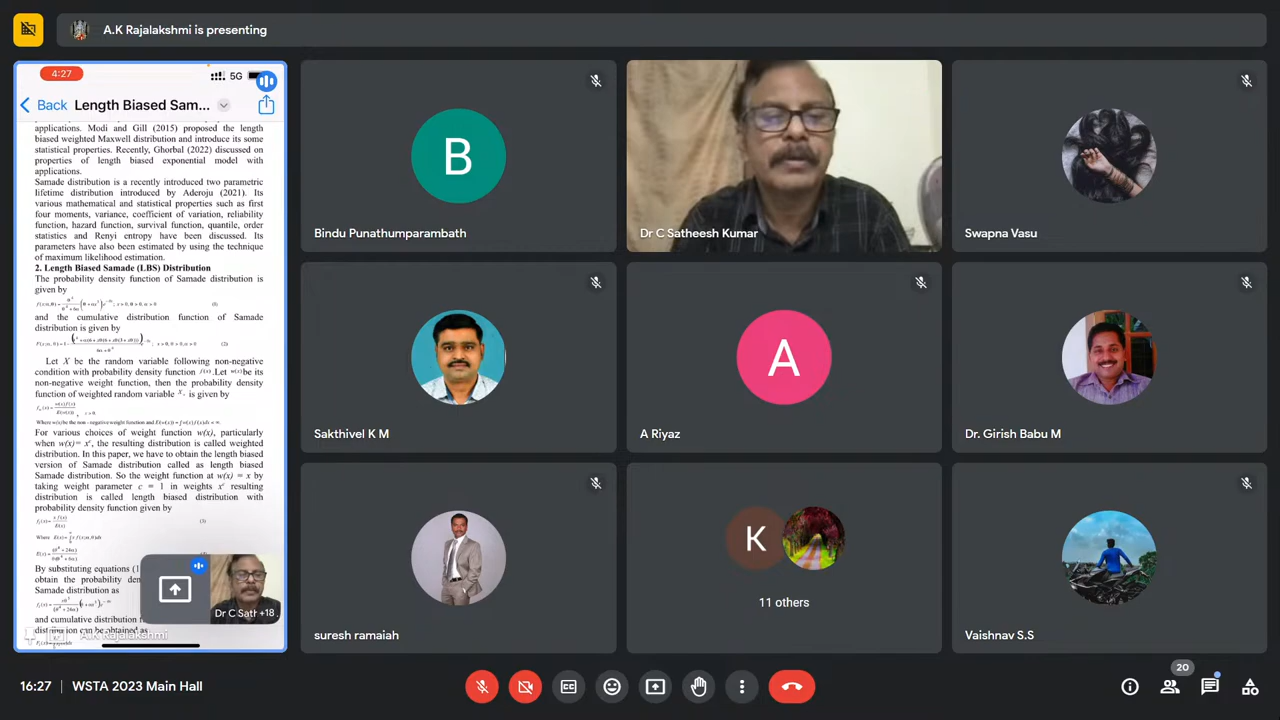 A.K Rajalakshmi is presenting
4:27
5G
Back
Length Biased Sam...
applications. Modi and Gill (2015) proposed the length
biased weighted Maxwell distribution and introduce its some
statistical properties. Recently, Ghorbal (2022) discussed on
properties of length biased exponential model with
applications.
Samade distribution is a recently introduced two parametric
lifetime distribution introduced by Aderoju (2021). Its
various mathematical and statistical properties such as first
four moments, variance, coefficient of variation, reliability
function, hazard function, survival function, quantile, order
statistics and Renyi entropy have been discussed. Its
parameters have also been estimated by using the technique
of maximum likelihood estimation.
2. Length Biased Samade (LBS) Distribution
The probability density function of Samade distribution is
given by
and the cumulative distribution function of Samade
distribution is given by
(2)
Let X be the random variable following non-negative
condition with probability density function f(x). Let w(x) be its
non-negative weight function, then the probability density
function of weighted random variable is given by
For various choices of weight function w(x), particularly
when w(x)= xᶜ, the resulting distribution is called weighted
distribution. In this paper, we have to obtain the length biased
version of Samade distribution called as length biased
Samade distribution. So the weight function at w(x) = x by
taking weight parameter c = 1 in weights xᶜ resulting
distribution is called length biased distribution with
probability density function given by
(3)
By substituting equations (1
obtain the probability den
Samade distribution as
and cumulative distribution f
distribution can be obtained as
A.K Rajalakshmi
Dr C Sath +18
B
Bindu Punathumparambath
Dr C Satheesh Kumar
Swapna Vasu
Sakthivel K M
A
A Riyaz
Dr. Girish Babu M
suresh ramaiah
K
11 others
Vaishnav S.S
16:27 | WSTA 2023 Main Hall
20